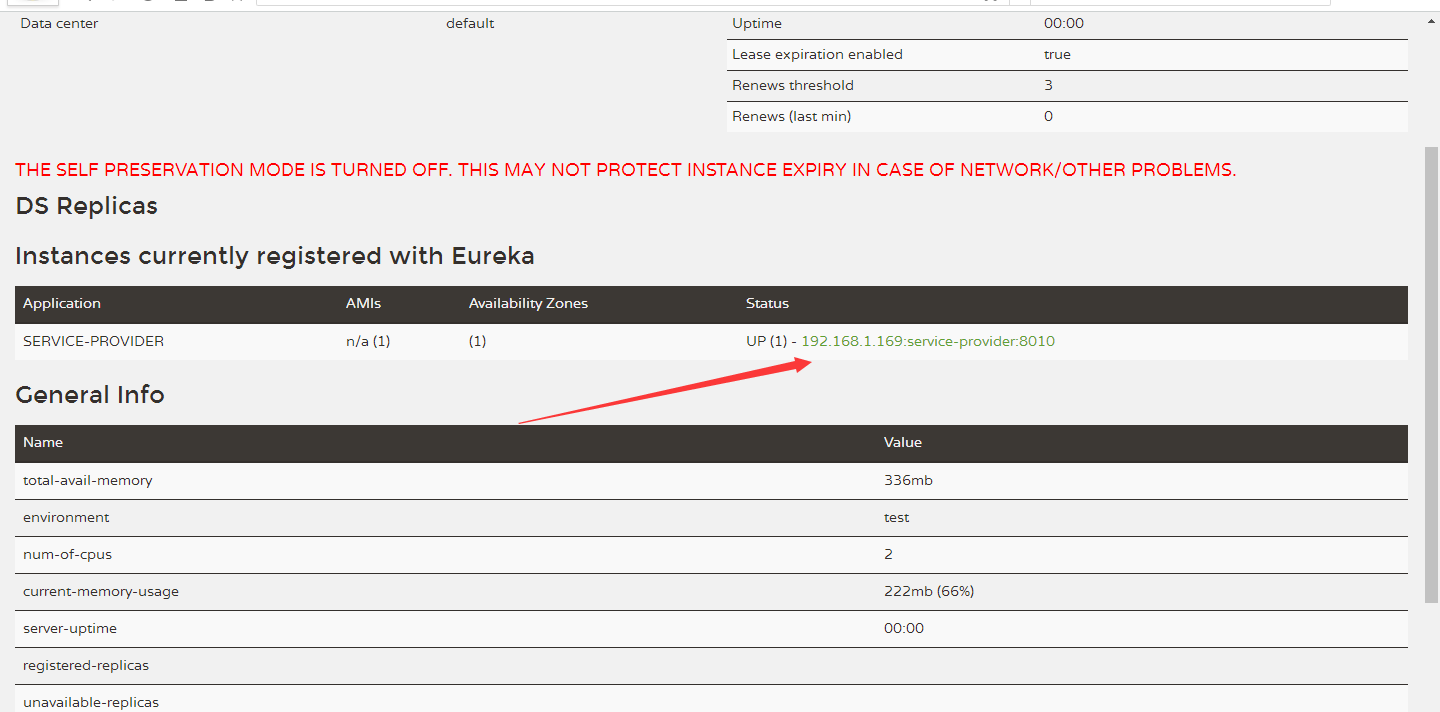 Data center default Uptime 00:00
Lease expiration enabled true
Renews threshold 3
Renews (last min) 0
THE SELF PRESERVATION MODE IS TURNED OFF. THIS MAY NOT PROTECT INSTANCE EXPIRY IN CASE OF NETWORK/OTHER PROBLEMS.
DS Replicas
Instances currently registered with Eureka
Application AMIs Availability Zones Status
SERVICE-PROVIDER n/a (1) (1) UP (1) - 192.168.1.169:service-provider:8010
General Info
Name Value
total-avail-memory 336mb
environment test
num-of-cpus 2
current-memory-usage 222mb (66%)
server-uptime 00:00
registered-replicas
unavailable-replicas